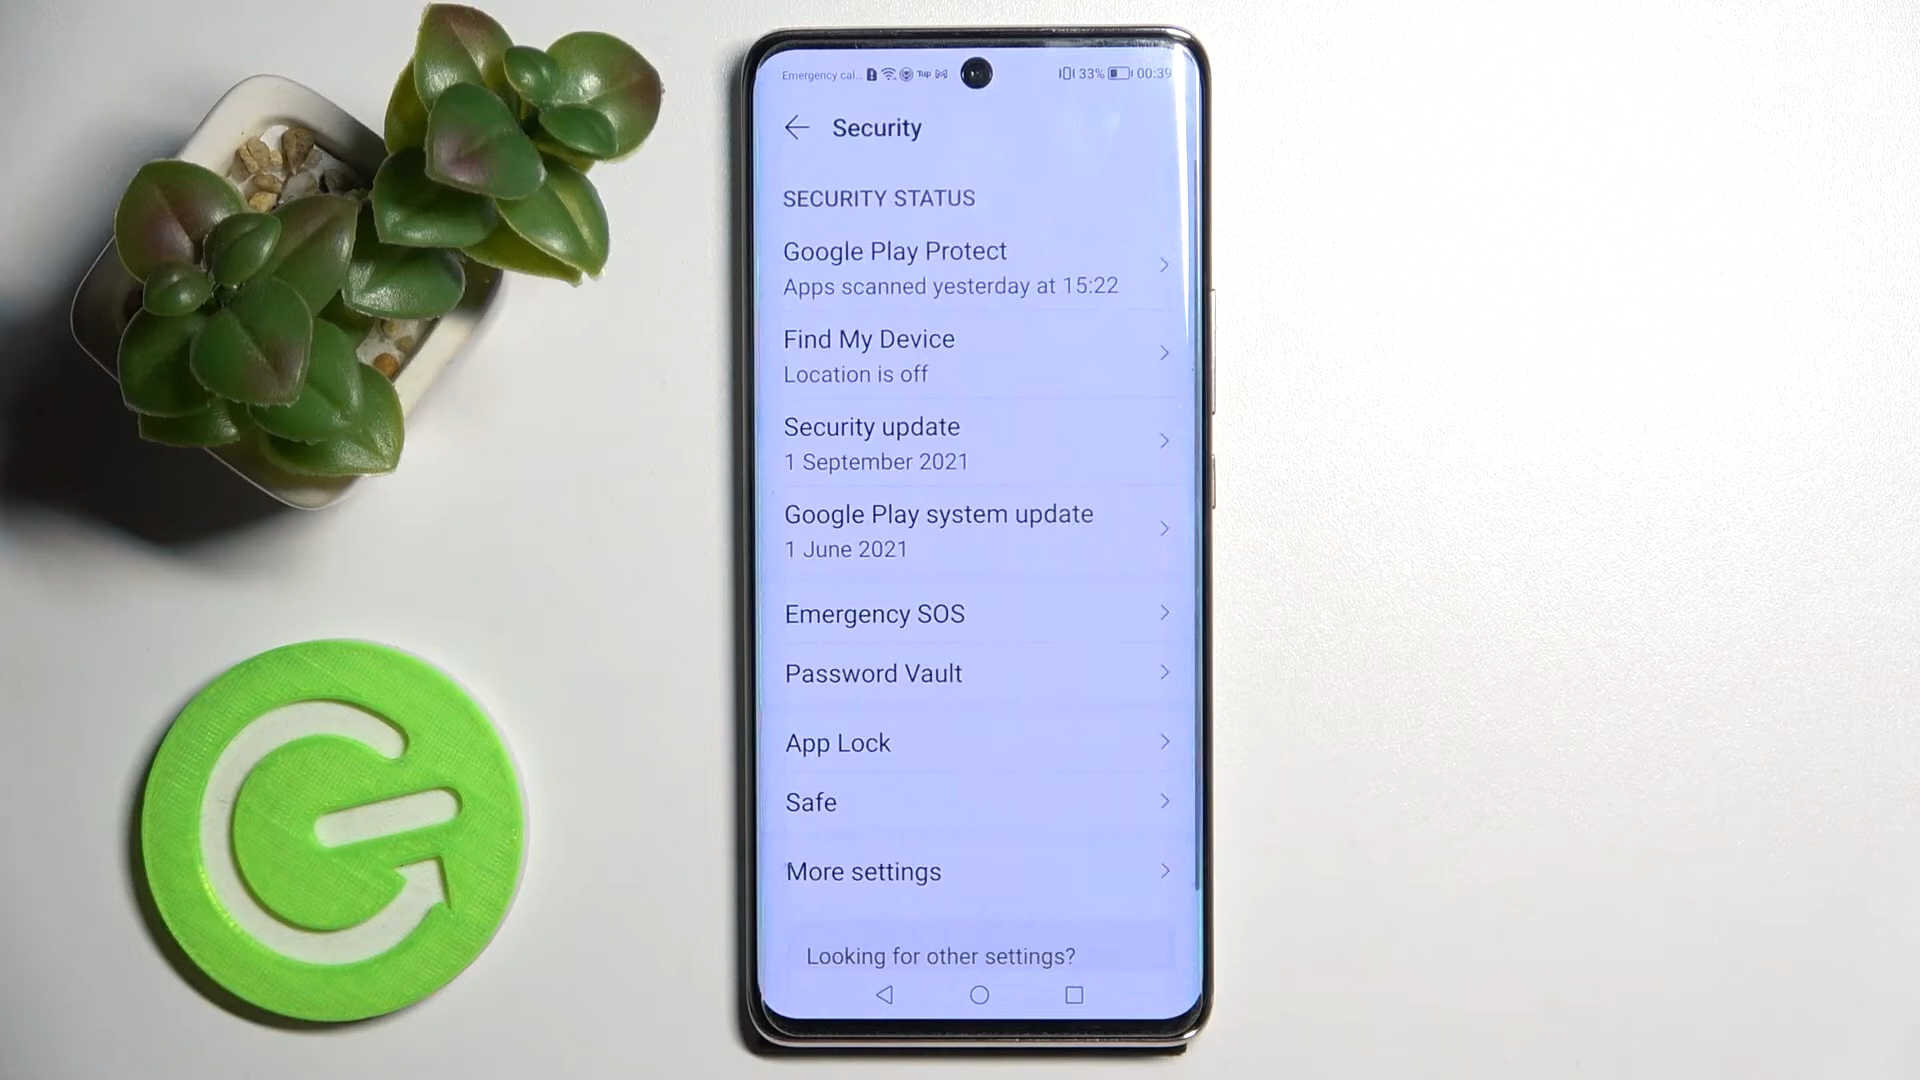 Emergency cal... Tap 33% 00:39
Security
SECURITY STATUS
Google Play Protect
Apps scanned yesterday at 15:22
Find My Device
Location is off
Security update
1 September 2021
Google Play system update
1 June 2021
Emergency SOS
Password Vault
App Lock
Safe
More settings
Looking for other settings?